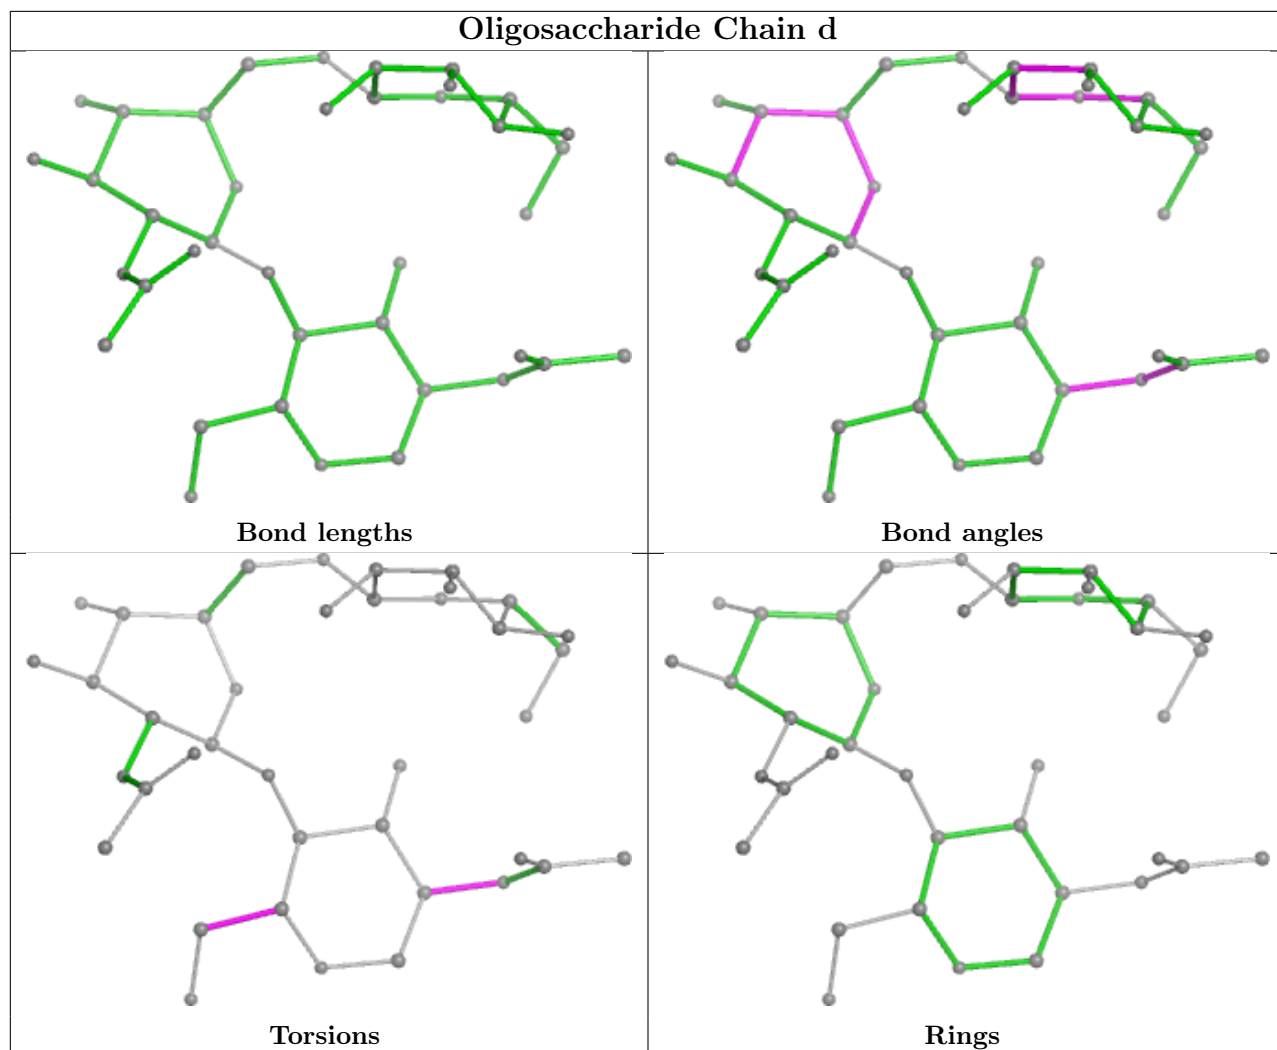 Oligosaccharide Chain d
Bond lengths
Bond angles
Torsions
Rings